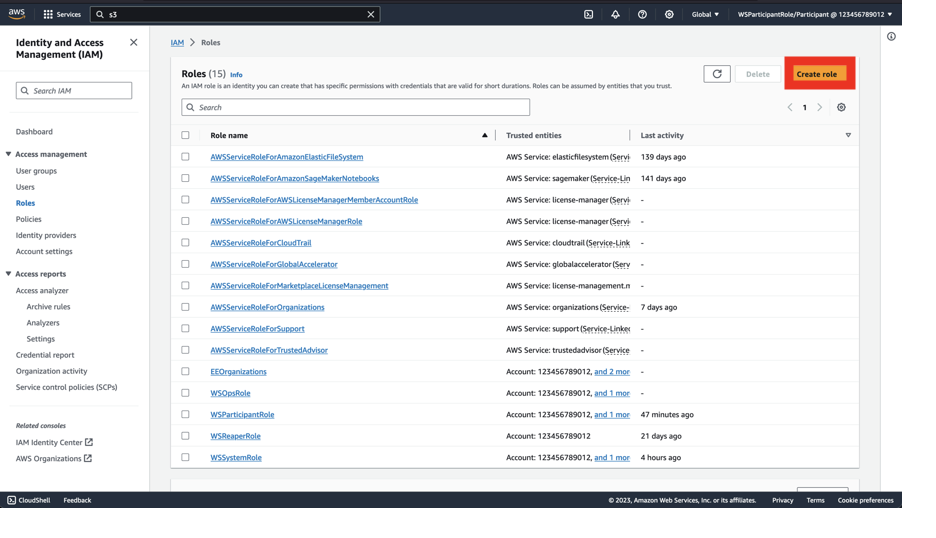 aws
Services
s3
Global
WSParticipantRole/Participant @ 123456789012
Identity and Access
Management (IAM)
Search IAM
Dashboard
Access management
User groups
Users
Roles
Policies
Identity providers
Account settings
Access reports
Access analyzer
Archive rules
Analyzers
Settings
Credential report
Organization activity
Service control policies (SCPs)
Related consoles
IAM Identity Center
AWS Organizations
IAM > Roles
Roles (15) Info
An IAM role is an identity you can create that has specific permissions with credentials that are valid for short durations. Roles can be assumed by entities that you trust.
Delete
Create role
Search
1
Role name Trusted entities Last activity
AWSServiceRoleForAmazonElasticFileSystem AWS Service: elasticfilesystem (Servi 139 days ago
AWSServiceRoleForAmazonSageMakerNotebooks AWS Service: sagemaker (Service-Lin 141 days ago
AWSServiceRoleForAWSLicenseManagerMemberAccountRole AWS Service: license-manager (Servi -
AWSServiceRoleForAWSLicenseManagerRole AWS Service: license-manager (Servi -
AWSServiceRoleForCloudTrail AWS Service: cloudtrail (Service-Link -
AWSServiceRoleForGlobalAccelerator AWS Service: globalaccelerator (Serv -
AWSServiceRoleForMarketplaceLicenseManagement AWS Service: license-management.m -
AWSServiceRoleForOrganizations AWS Service: organizations (Service- 7 days ago
AWSServiceRoleForSupport AWS Service: support (Service-Linked -
AWSServiceRoleForTrustedAdvisor AWS Service: trustedadvisor (Service -
EEOrganizations Account: 123456789012, and 2 mor -
WSOpsRole Account: 123456789012, and 1 mor -
WSParticipantRole Account: 123456789012, and 1 mor 47 minutes ago
WSReaperRole Account: 123456789012 21 days ago
WSSystemRole Account: 123456789012, and 1 mor 4 hours ago
CloudShell Feedback © 2023, Amazon Web Services, Inc. or its affiliates. Privacy Terms Cookie preferences